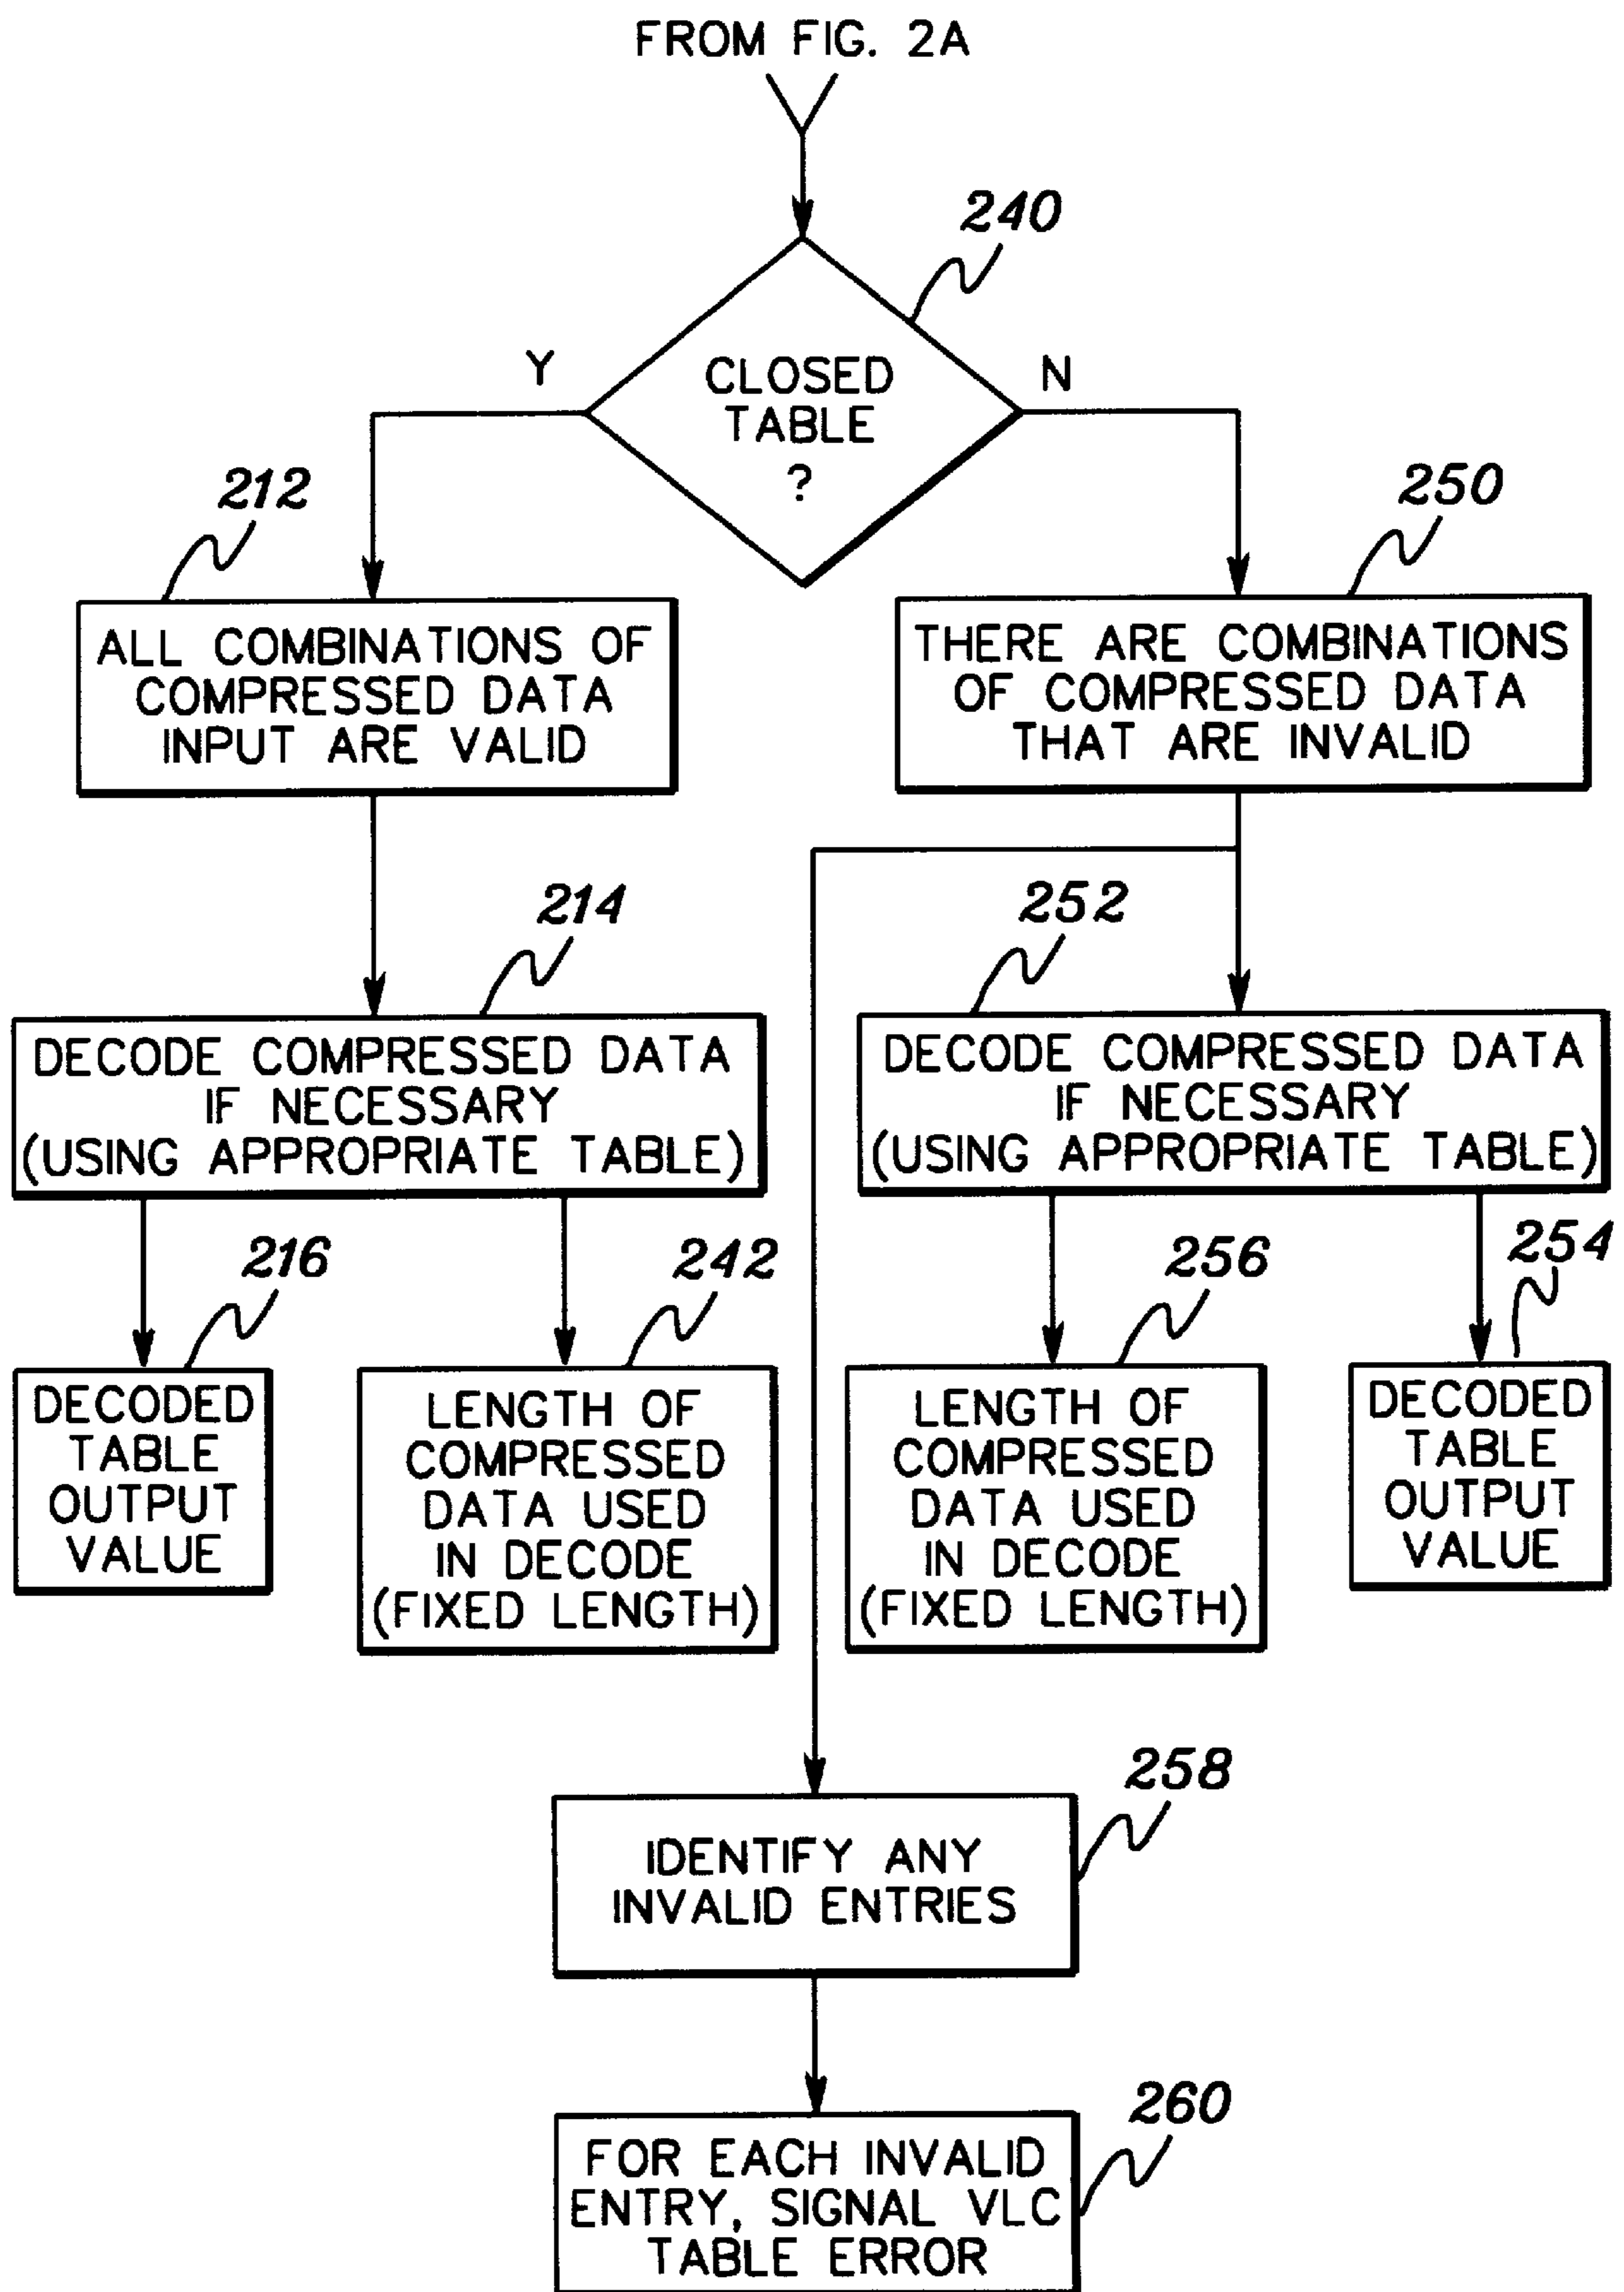 FROM FIG. 2A
240
Y
CLOSED
TABLE
?
N
212
ALL COMBINATIONS OF
COMPRESSED DATA
INPUT ARE VALID
250
THERE ARE COMBINATIONS
OF COMPRESSED DATA
THAT ARE INVALID
214
DECODE COMPRESSED DATA
IF NECESSARY
(USING APPROPRIATE TABLE)
252
DECODE COMPRESSED DATA
IF NECESSARY
(USING APPROPRIATE TABLE)
216
DECODED
TABLE
OUTPUT
VALUE
242
LENGTH OF
COMPRESSED
DATA USED
IN DECODE
(FIXED LENGTH)
256
LENGTH OF
COMPRESSED
DATA USED
IN DECODE
(FIXED LENGTH)
254
DECODED
TABLE
OUTPUT
VALUE
258
IDENTIFY ANY
INVALID ENTRIES
260
FOR EACH INVALID
ENTRY, SIGNAL VLC
TABLE ERROR